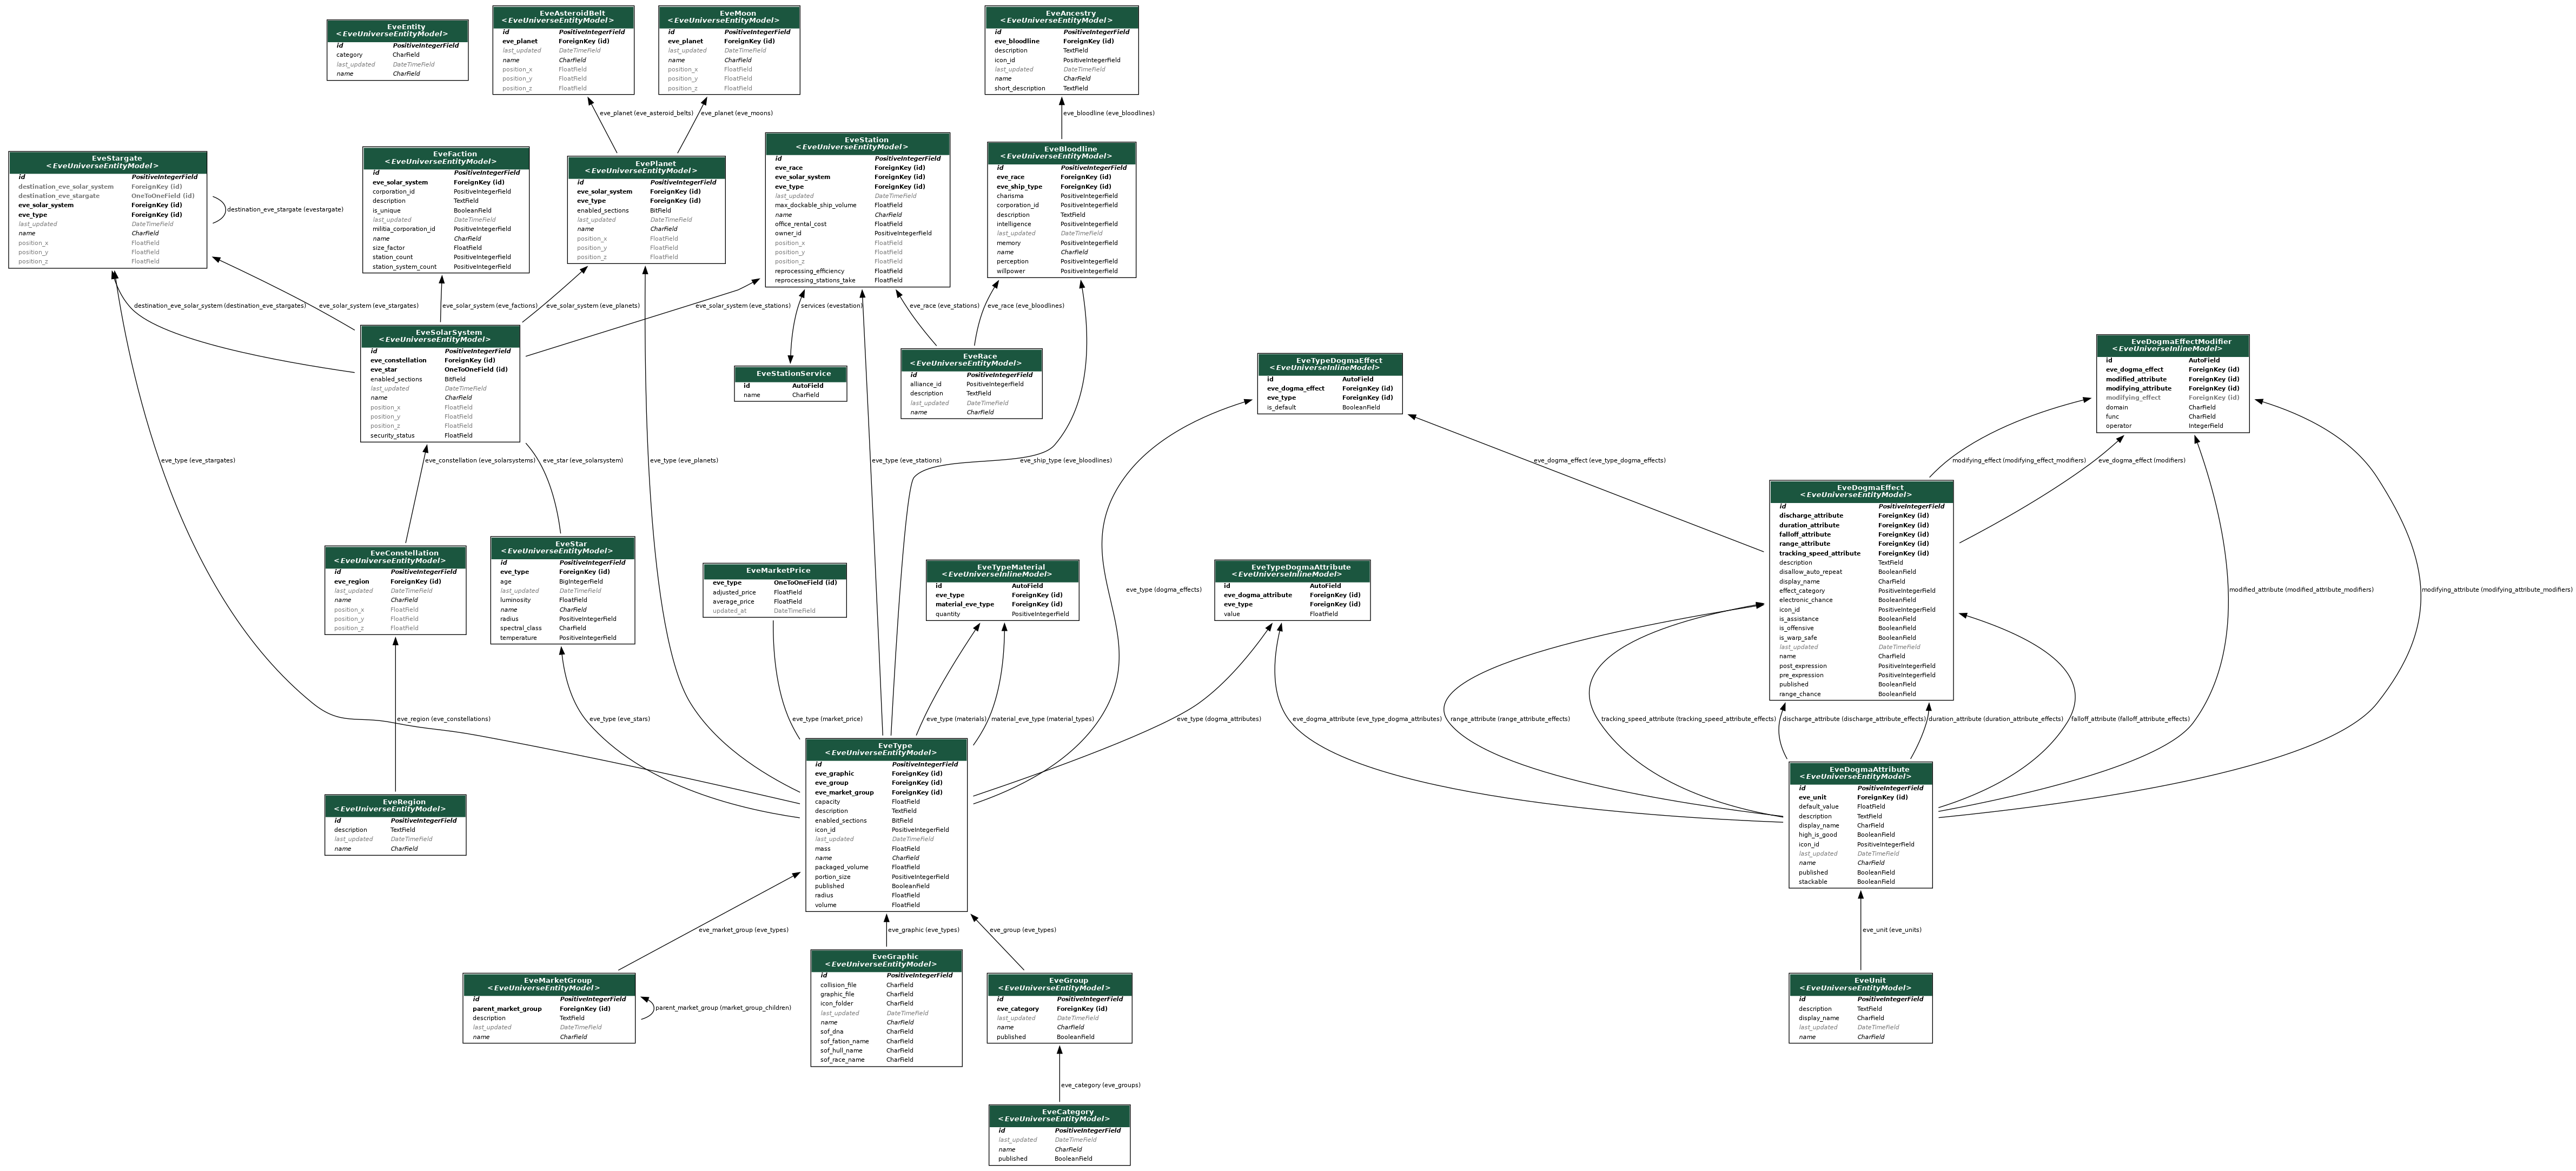 EveEntity
<EveUniverseEntityModel>
id PositiveIntegerField
category CharField
last_updated DateTimeField
name CharField
EveAsteroidBelt
<EveUniverseEntityModel>
id PositiveIntegerField
eve_planet ForeignKey (id)
last_updated DateTimeField
name CharField
position_x FloatField
position_y FloatField
position_z FloatField
EveMoon
<EveUniverseEntityModel>
id PositiveIntegerField
eve_planet ForeignKey (id)
last_updated DateTimeField
name CharField
position_x FloatField
position_y FloatField
position_z FloatField
EveAncestry
<EveUniverseEntityModel>
id PositiveIntegerField
eve_bloodline ForeignKey (id)
description TextField
icon_id PositiveIntegerField
last_updated DateTimeField
name CharField
short_description TextField
eve_planet (eve_asteroid_belts)
eve_planet (eve_moons)
eve_bloodline (eve_bloodlines)
EveStargate
<EveUniverseEntityModel>
id PositiveIntegerField
destination_eve_solar_system ForeignKey (id)
destination_eve_stargate OneToOneField (id)
eve_solar_system ForeignKey (id)
eve_type ForeignKey (id)
last_updated DateTimeField
name CharField
position_x FloatField
position_y FloatField
position_z FloatField
destination_eve_stargate (evestargate)
EveFaction
<EveUniverseEntityModel>
id PositiveIntegerField
eve_solar_system ForeignKey (id)
corporation_id PositiveIntegerField
description TextField
is_unique BooleanField
last_updated DateTimeField
militia_corporation_id PositiveIntegerField
name CharField
size_factor FloatField
station_count PositiveIntegerField
station_system_count PositiveIntegerField
EvePlanet
<EveUniverseEntityModel>
id PositiveIntegerField
eve_solar_system ForeignKey (id)
eve_type ForeignKey (id)
enabled_sections BitField
last_updated DateTimeField
name CharField
position_x FloatField
position_y FloatField
position_z FloatField
EveStation
<EveUniverseEntityModel>
id PositiveIntegerField
eve_race ForeignKey (id)
eve_solar_system ForeignKey (id)
eve_type ForeignKey (id)
last_updated DateTimeField
max_dockable_ship_volume FloatField
name CharField
office_rental_cost FloatField
owner_id PositiveIntegerField
position_x FloatField
position_y FloatField
position_z FloatField
reprocessing_efficiency FloatField
reprocessing_stations_take FloatField
EveBloodline
<EveUniverseEntityModel>
id PositiveIntegerField
eve_race ForeignKey (id)
eve_ship_type ForeignKey (id)
charisma PositiveIntegerField
corporation_id PositiveIntegerField
description TextField
intelligence PositiveIntegerField
last_updated DateTimeField
memory PositiveIntegerField
name CharField
perception PositiveIntegerField
willpower PositiveIntegerField
destination_eve_solar_system (destination_eve_stargates)
eve_solar_system (eve_stargates)
eve_solar_system (eve_factions)
eve_solar_system (eve_planets)
eve_solar_system (eve_stations)
services (evestation)
eve_race (eve_stations)
eve_race (eve_bloodlines)
EveSolarSystem
<EveUniverseEntityModel>
id PositiveIntegerField
eve_constellation ForeignKey (id)
eve_star OneToOneField (id)
enabled_sections BitField
last_updated DateTimeField
name CharField
position_x FloatField
position_y FloatField
position_z FloatField
security_status FloatField
EveStationService
id AutoField
name CharField
EveRace
<EveUniverseEntityModel>
id PositiveIntegerField
alliance_id PositiveIntegerField
description TextField
last_updated DateTimeField
name CharField
EveTypeDogmaEffect
<EveUniverseInlineModel>
id AutoField
eve_dogma_effect ForeignKey (id)
eve_type ForeignKey (id)
is_default BooleanField
EveDogmaEffectModifier
<EveUniverseInlineModel>
id AutoField
eve_dogma_effect ForeignKey (id)
modified_attribute ForeignKey (id)
modifying_attribute ForeignKey (id)
modifying_effect ForeignKey (id)
domain CharField
func CharField
operator IntegerField
eve_type (eve_stargates)
eve_constellation (eve_solarsystems)
eve_star (eve_solarsystem)
eve_type (eve_planets)
eve_type (eve_stations)
eve_ship_type (eve_bloodlines)
eve_dogma_effect (eve_type_dogma_effects)
modifying_effect (modifying_effect_modifiers)
eve_dogma_effect (modifiers)
EveConstellation
<EveUniverseEntityModel>
id PositiveIntegerField
eve_region ForeignKey (id)
last_updated DateTimeField
name CharField
position_x FloatField
position_y FloatField
position_z FloatField
EveStar
<EveUniverseEntityModel>
id PositiveIntegerField
eve_type ForeignKey (id)
age BigIntegerField
last_updated DateTimeField
luminosity FloatField
name CharField
radius PositiveIntegerField
spectral_class CharField
temperature PositiveIntegerField
EveMarketPrice
eve_type OneToOneField (id)
adjusted_price FloatField
average_price FloatField
updated_at DateTimeField
EveTypeMaterial
<EveUniverseInlineModel>
id AutoField
eve_type ForeignKey (id)
material_eve_type ForeignKey (id)
quantity PositiveIntegerField
eve_type (dogma_effects)
EveTypeDogmaAttribute
<EveUniverseInlineModel>
id AutoField
eve_dogma_attribute ForeignKey (id)
eve_type ForeignKey (id)
value FloatField
EveDogmaEffect
<EveUniverseEntityModel>
id PositiveIntegerField
discharge_attribute ForeignKey (id)
duration_attribute ForeignKey (id)
falloff_attribute ForeignKey (id)
range_attribute ForeignKey (id)
tracking_speed_attribute ForeignKey (id)
description TextField
disallow_auto_repeat BooleanField
display_name CharField
effect_category PositiveIntegerField
electronic_chance BooleanField
icon_id PositiveIntegerField
is_assistance BooleanField
is_offensive BooleanField
is_warp_safe BooleanField
last_updated DateTimeField
name CharField
post_expression PositiveIntegerField
pre_expression PositiveIntegerField
published BooleanField
range_chance BooleanField
modified_attribute (modified_attribute_modifiers)
modifying_attribute (modifying_attribute_modifiers)
eve_region (eve_constellations)
eve_type (eve_stars)
eve_type (market_price)
eve_type (materials)
material_eve_type (material_types)
eve_type (dogma_attributes)
eve_dogma_attribute (eve_type_dogma_attributes)
range_attribute (range_attribute_effects)
tracking_speed_attribute (tracking_speed_attribute_effects)
discharge_attribute (discharge_attribute_effects)
duration_attribute (duration_attribute_effects)
falloff_attribute (falloff_attribute_effects)
EveRegion
<EveUniverseEntityModel>
id PositiveIntegerField
description TextField
last_updated DateTimeField
name CharField
EveType
<EveUniverseEntityModel>
id PositiveIntegerField
eve_graphic ForeignKey (id)
eve_group ForeignKey (id)
eve_market_group ForeignKey (id)
capacity FloatField
description TextField
enabled_sections BitField
icon_id PositiveIntegerField
last_updated DateTimeField
mass FloatField
name CharField
packaged_volume FloatField
portion_size PositiveIntegerField
published BooleanField
radius FloatField
volume FloatField
EveDogmaAttribute
<EveUniverseEntityModel>
id PositiveIntegerField
eve_unit ForeignKey (id)
default_value FloatField
description TextField
display_name CharField
high_is_good BooleanField
icon_id PositiveIntegerField
last_updated DateTimeField
name CharField
published BooleanField
stackable BooleanField
eve_market_group (eve_types)
eve_graphic (eve_types)
eve_group (eve_types)
eve_unit (eve_units)
EveMarketGroup
<EveUniverseEntityModel>
id PositiveIntegerField
parent_market_group ForeignKey (id)
description TextField
last_updated DateTimeField
name CharField
parent_market_group (market_group_children)
EveGraphic
<EveUniverseEntityModel>
id PositiveIntegerField
collision_file CharField
graphic_file CharField
icon_folder CharField
last_updated DateTimeField
name CharField
sof_dna CharField
sof_fation_name CharField
sof_hull_name CharField
sof_race_name CharField
EveGroup
<EveUniverseEntityModel>
id PositiveIntegerField
eve_category ForeignKey (id)
last_updated DateTimeField
name CharField
published BooleanField
EveUnit
<EveUniverseEntityModel>
id PositiveIntegerField
description TextField
display_name CharField
last_updated DateTimeField
name CharField
eve_category (eve_groups)
EveCategory
<EveUniverseEntityModel>
id PositiveIntegerField
last_updated DateTimeField
name CharField
published BooleanField